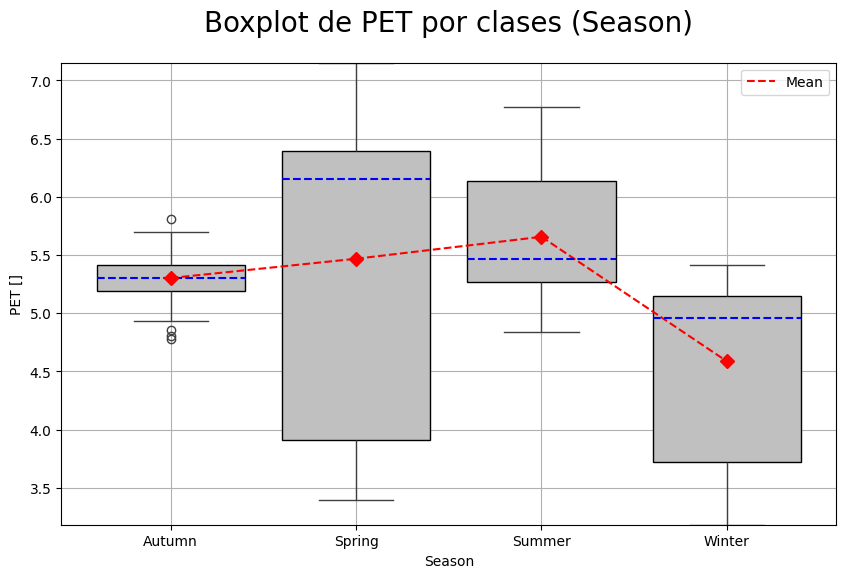 Boxplot de PET por clases (Season)
Mean
7.0
6.5
6.0
5.5
5.0
4.5
4.0
3.5
PET []
Autumn Spring Summer Winter
Season